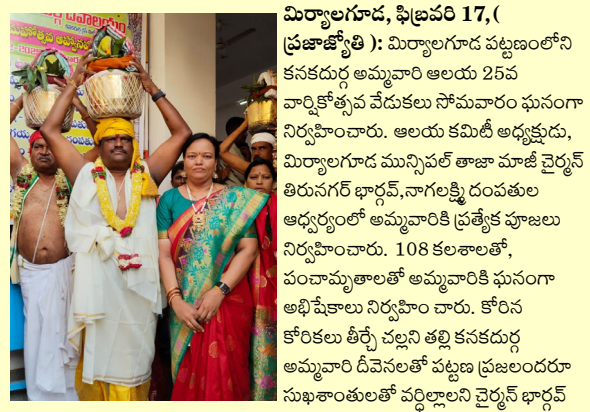 మిర్యాలగూడ, ఫిబ్రవరి 17,(
ప్రజాజ్యోతి ): మిర్యాలగూడ పట్టణంలోని
కనకదుర్గ అమ్మవారి ఆలయ 25వ
వార్షికోత్సవ వేడుకలు సోమవారం ఘనంగా
నిర్వహించారు. ఆలయ కమిటీ అధ్యక్షుడు,
మిర్యాలగూడ మున్సిపల్ తాజా మాజీ చైర్మన్
తిరునగర్ భార్గవ్,నాగలక్ష్మి దంపతుల
ఆధ్వర్యంలో అమ్మవారికి ప్రత్యేక పూజలు
నిర్వహించారు. 108 కలశాలతో,
పంచామృతాలతో అమ్మవారికి ఘనంగా
అభిషేకాలు నిర్వహిం చారు. కోరిన
కోరికలు తీర్చే చల్లని తల్లి కనకదుర్గ
అమ్మవారి దీవెనలతో పట్టణ ప్రజలందరూ
సుఖశాంతులతో వర్ధిల్లాలని చైర్మన్ భార్గవ్